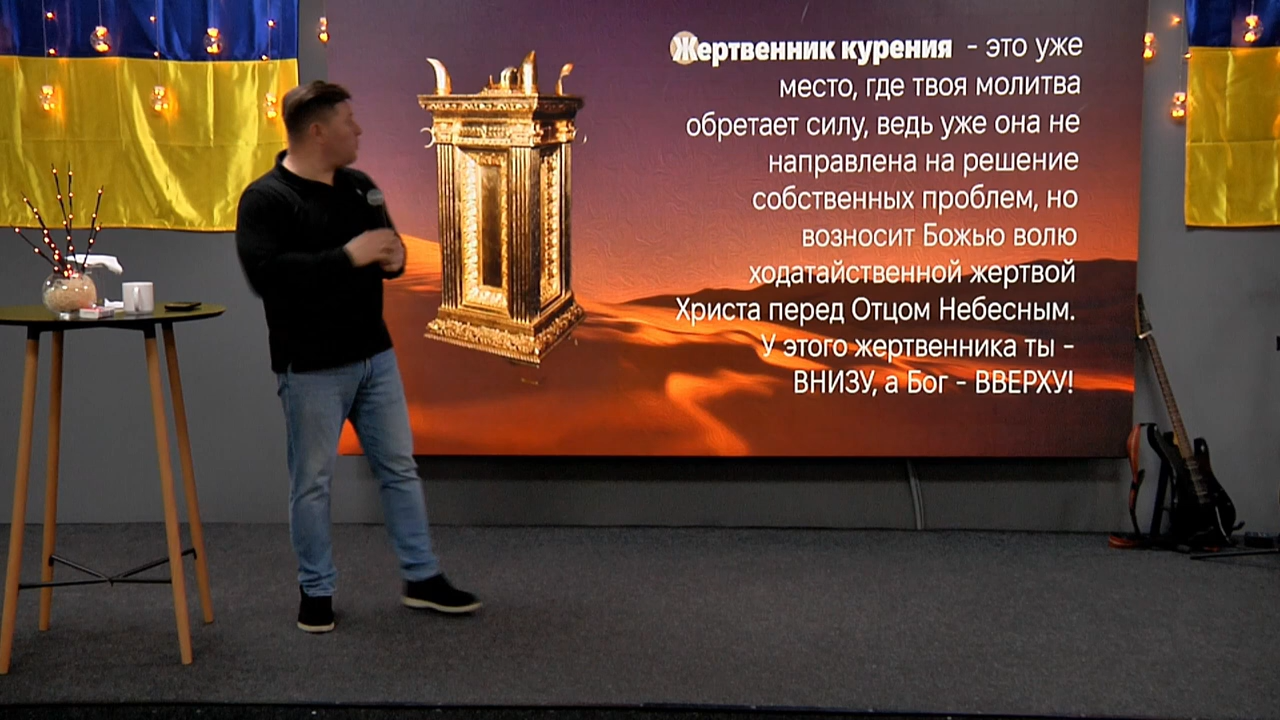 Жертвенник курения - это уже
место, где твоя молитва
обретает силу, ведь уже она не
направлена на решение
собственных проблем, но
возносит Божью волю
ходатайственной жертвой
Христа перед Отцом Небесным.
У этого жертвенника ты -
ВНИЗУ, а Бог - ВВЕРХУ!